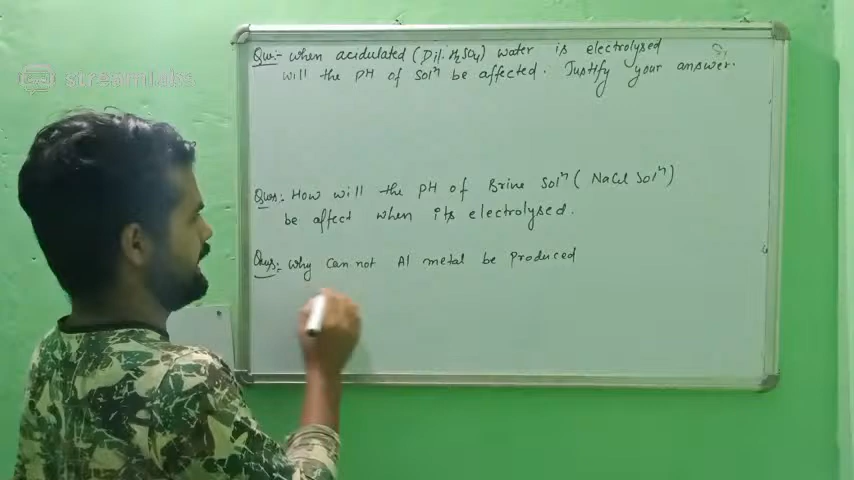 streamlabs
Que:- when acidulated (Dil. H₂SO₄) water is electrolysed
will the PH of Solⁿ be affected. Justify your answer.
Ques:- How will the PH of Brine Solⁿ (NaCl Solⁿ)
be affect when its electrolysed.
Ques:- Why can not Al metal be produced